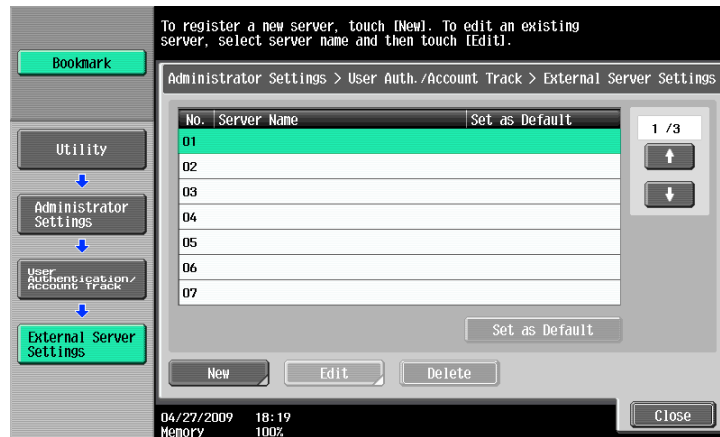 To register a new server, touch [New]. To edit an existing
server, select server name and then touch [Edit].
Bookmark
Administrator Settings > User Auth./Account Track > External Server Settings
Utility
Administrator
Settings
User
Authentication/
Account Track
External Server
Settings
No. Server Name Set as Default
01
02
03
04
05
06
07
1 /3
Set as Default
New Edit Delete
04/27/2009 18:19
Memory 100%
Close